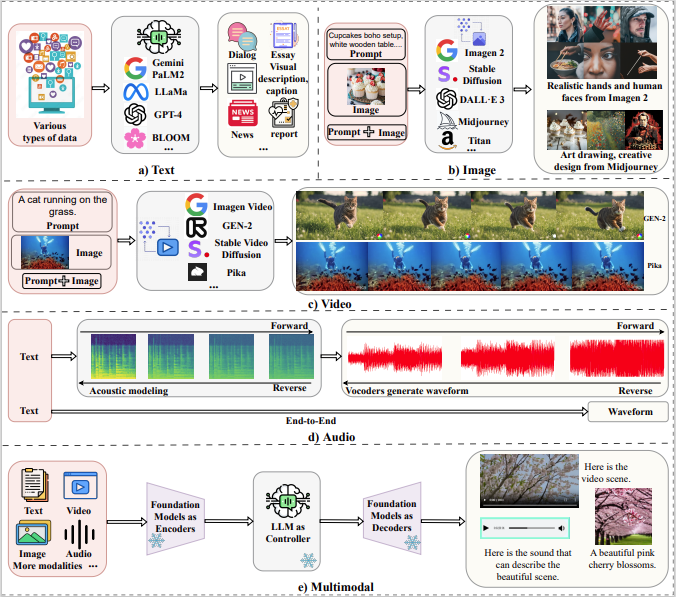 Various
types of data
Gemini
PaLM2
LLaMa
GPT-4
BLOOM
...
Dialog
Essay
Visual
description,
caption
NEWS
News
report
...
a) Text
Cupcakes boho setup,
white wooden table....
Prompt
Image
Prompt
Image
Imagen 2
Stable
Diffusion
DALL·E 3
Midjourney
Titan
...
Realistic hands and human
faces from Imagen 2
Art drawing, creative
design from Midjourney
b) Image
A cat running on the
grass.
Prompt
Image
Prompt
Image
Imagen Video
GEN-2
Stable Video
Diffusion
Pika
...
GEN-2
Pika
c) Video
Text
Forward
Acoustic modeling
Reverse
Forward
Vocoders generate waveform
Reverse
Text
End-to-End
Waveform
d) Audio
Text
Video
Image
Audio
More modalities ...
Foundation
Models as
Encoders
LLM as
Controller
Foundation
Models as
Decoders
Here is the
video scene.
Here is the sound that
can describe the
beautiful scene.
A beautiful pink
cherry blossoms.
e) Multimodal